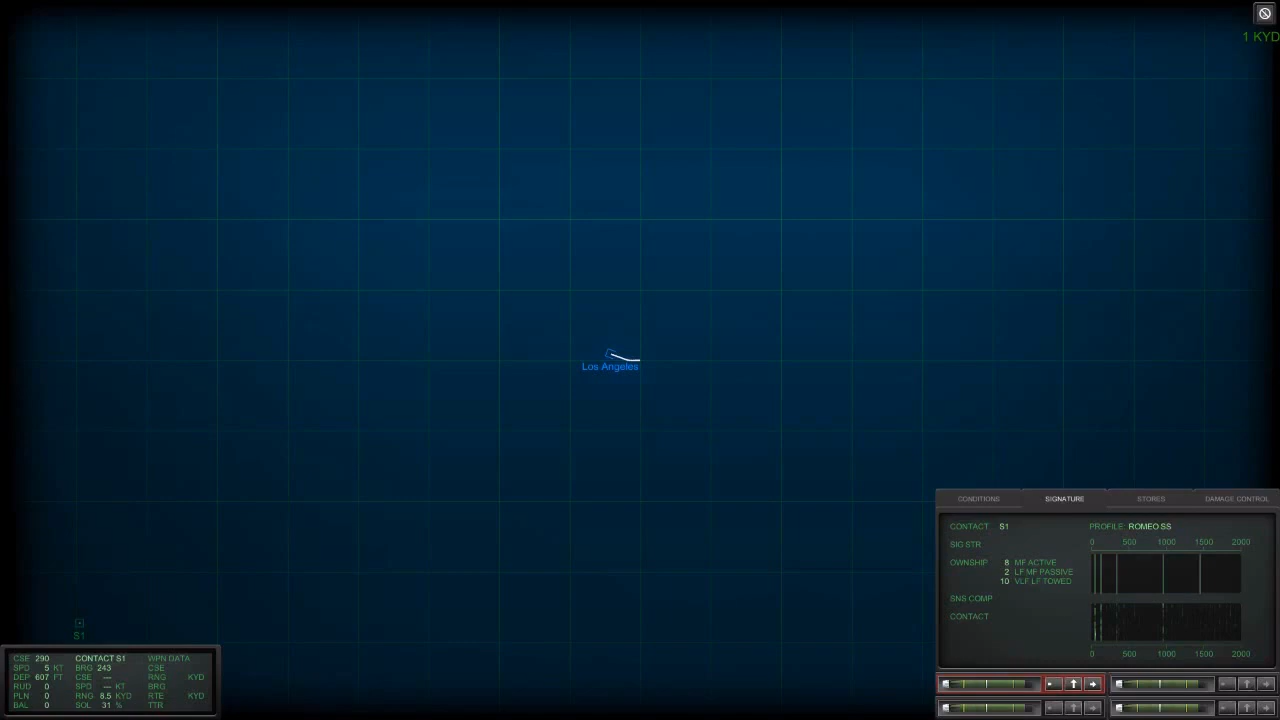 1 KYD
Los Angeles
S1
CSE 290 CONTACT S1 WPN DATA
SPD 5 KT BRG 243 CSE
DEP 607 FT CSE --- RNG KYD
RUD 0 SPD --- KT BRG
PLN 0 RNG 8.5 KYD RTE KYD
BAL 0 SOL 31 % TTR
CONDITIONS SIGNATURE STORES DAMAGE CONTROL
CONTACT S1 PROFILE: ROMEO SS
SIG STR 0 500 1000 1500 2000
OWNSHIP 8 MF ACTIVE
2 LF MF PASSIVE
10 VLF LF TOWED
SNS COMP
CONTACT
0 500 1000 1500 2000